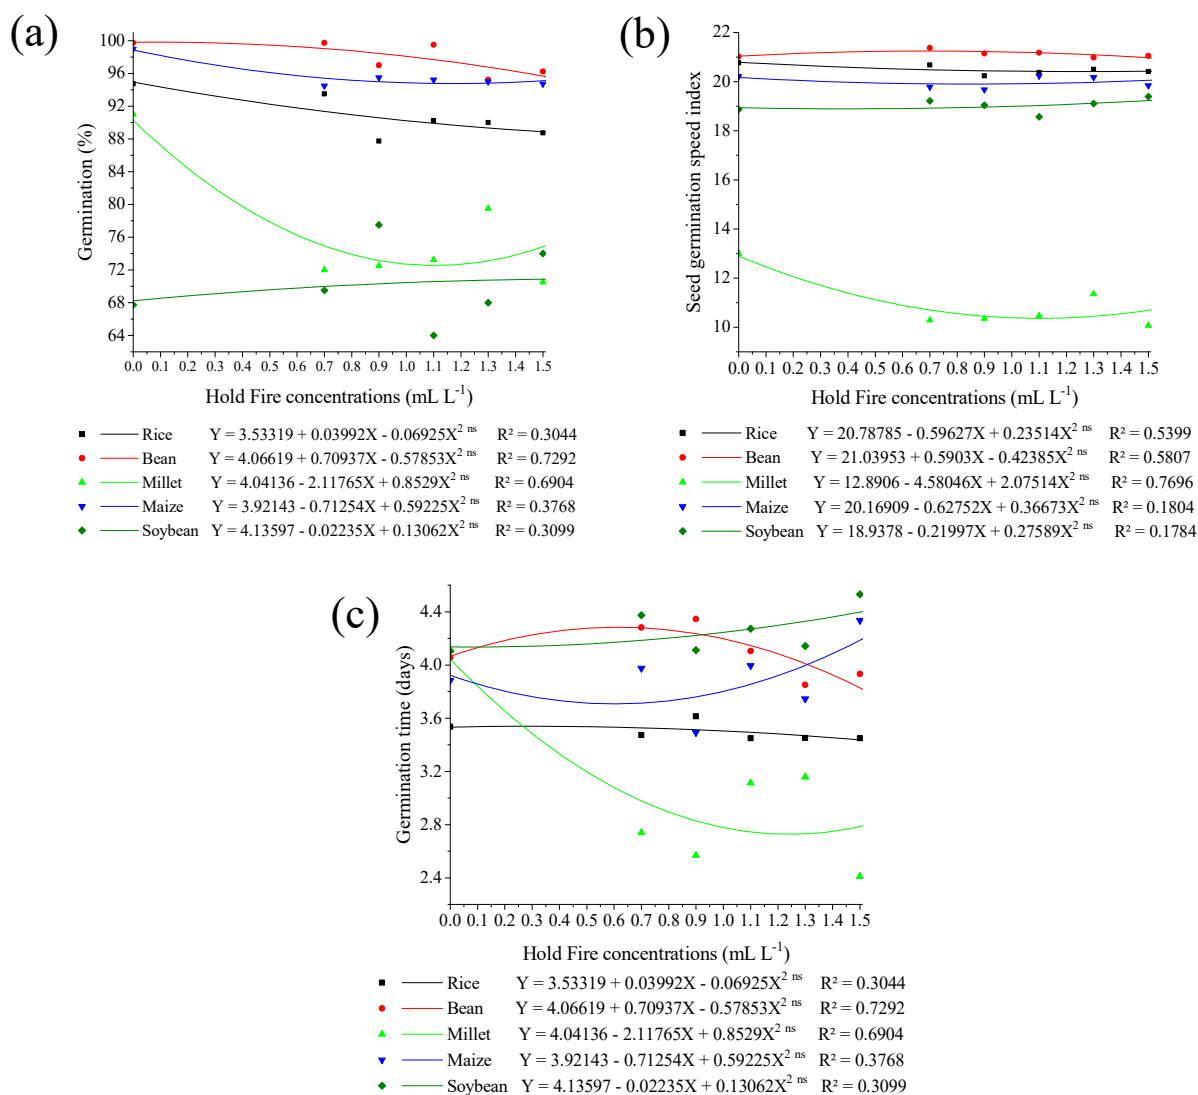 (a)
100
96
92
88
84
80
76
72
68
64
Germination (%)
0.0 0.1 0.2 0.3 0.4 0.5 0.6 0.7 0.8 0.9 1.0 1.1 1.2 1.3 1.4 1.5
Hold Fire concentrations (mL L⁻¹)
Rice Y = 3.53319 + 0.03992X - 0.06925X² ⁿˢ R² = 0.3044
Bean Y = 4.06619 + 0.70937X - 0.57853X² ⁿˢ R² = 0.7292
Millet Y = 4.04136 - 2.11765X + 0.8529X² ⁿˢ R² = 0.6904
Maize Y = 3.92143 - 0.71254X + 0.59225X² ⁿˢ R² = 0.3768
Soybean Y = 4.13597 - 0.02235X + 0.13062X² ⁿˢ R² = 0.3099
(b)
22
20
18
16
14
12
10
Seed germination speed index
0.0 0.1 0.2 0.3 0.4 0.5 0.6 0.7 0.8 0.9 1.0 1.1 1.2 1.3 1.4 1.5
Hold Fire concentrations (mL L⁻¹)
Rice Y = 20.78785 - 0.59627X + 0.23514X² ⁿˢ R² = 0.5399
Bean Y = 21.03953 + 0.5903X - 0.42385X² ⁿˢ R² = 0.5807
Millet Y = 12.8906 - 4.58046X + 2.07514X² ⁿˢ R² = 0.7696
Maize Y = 20.16909 - 0.62752X + 0.36673X² ⁿˢ R² = 0.1804
Soybean Y = 18.9378 - 0.21997X + 0.27589X² ⁿˢ R² = 0.1784
(c)
4.4
4.0
3.6
3.2
2.8
2.4
Germination time (days)
0.0 0.1 0.2 0.3 0.4 0.5 0.6 0.7 0.8 0.9 1.0 1.1 1.2 1.3 1.4 1.5
Hold Fire concentrations (mL L⁻¹)
Rice Y = 3.53319 + 0.03992X - 0.06925X² ⁿˢ R² = 0.3044
Bean Y = 4.06619 + 0.70937X - 0.57853X² ⁿˢ R² = 0.7292
Millet Y = 4.04136 - 2.11765X + 0.8529X² ⁿˢ R² = 0.6904
Maize Y = 3.92143 - 0.71254X + 0.59225X² ⁿˢ R² = 0.3768
Soybean Y = 4.13597 - 0.02235X + 0.13062X² ⁿˢ R² = 0.3099